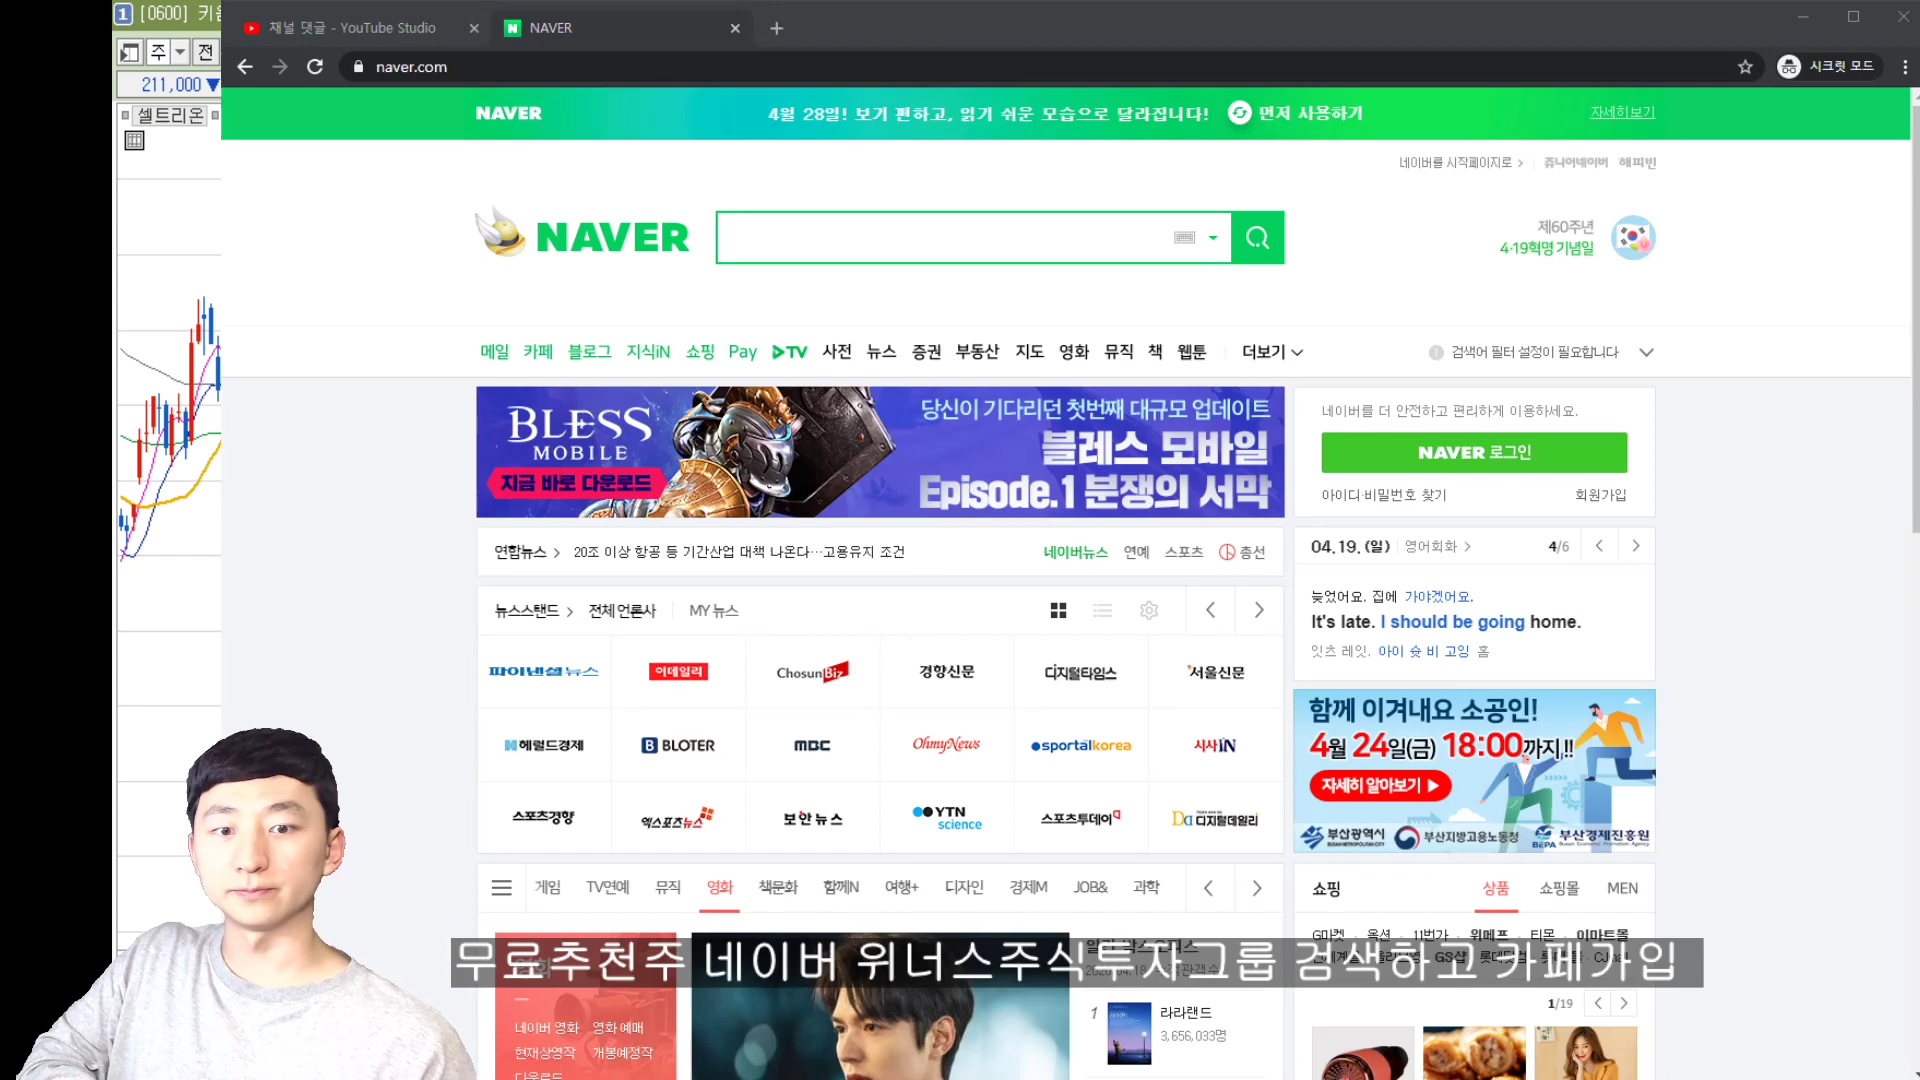 1 [0600] 키움
채널 댓글 - YouTube Studio
NAVER
naver.com
시크릿 모드
주
전
211,000 ▼
셀트리온
NAVER
4월 28일! 보기 편하고, 읽기 쉬운 모습으로 달라집니다!
먼저 사용하기
자세히보기
네이버를 시작페이지로 >
쥬니어네이버 해피빈
NAVER
제60주년
4·19혁명 기념일
메일 카페 블로그 지식iN 쇼핑 Pay TV 사전 뉴스 증권 부동산 지도 영화 뮤직 책 웹툰 더보기
검색어 필터 설정이 필요합니다
BLESS
MOBILE
지금 바로 다운로드
당신이 기다리던 첫번째 대규모 업데이트
블레스 모바일
Episode.1 분쟁의 서막
네이버를 더 안전하고 편리하게 이용하세요.
NAVER 로그인
아이디·비밀번호 찾기 회원가입
연합뉴스 > 20조 이상 항공 등 기간산업 대책 나온다…고용유지 조건
네이버뉴스 연예 스포츠 총선
04.19.(일) 영어회화 > 4/6
늦었어요. 집에 가야겠어요.
It's late. I should be going home.
잇츠 레잇. 아이 슛 비 고잉 홈
뉴스스탠드 > 전체 언론사 MY 뉴스
파이낸셜뉴스 이데일리 ChosunBiz 경향신문 디지털타임스 서울신문
헤럴드경제 BLOTER MBC OhmyNews sportalkorea 시사IN
스포츠경향 엑스포츠뉴스 보안뉴스 YTN science 스포츠투데이 디지털데일리
함께 이겨내요 소공인!
4월 24일(금) 18:00까지!!
자세히 알아보기 ▶
부산광역시 부산지방고용노동청 부산경제진흥원
BUSAN METROPOLITAN CITY
BEPA Busan Economic Promotion Agency
게임 TV연예 뮤직 영화 책문화 함께N 여행+ 디자인 경제M JOB& 과학
쇼핑 상품 쇼핑몰 MEN
G마켓 · 옥션 · 11번가 · 위메프 · 티몬 · 이마트몰
무료추천주 네이버 위너스주식투자그룹 검색하고 카페가입
1/19
네이버 영화 영화 예매
현재상영작 개봉예정작
다운로드
1 라라랜드
3,656,033명